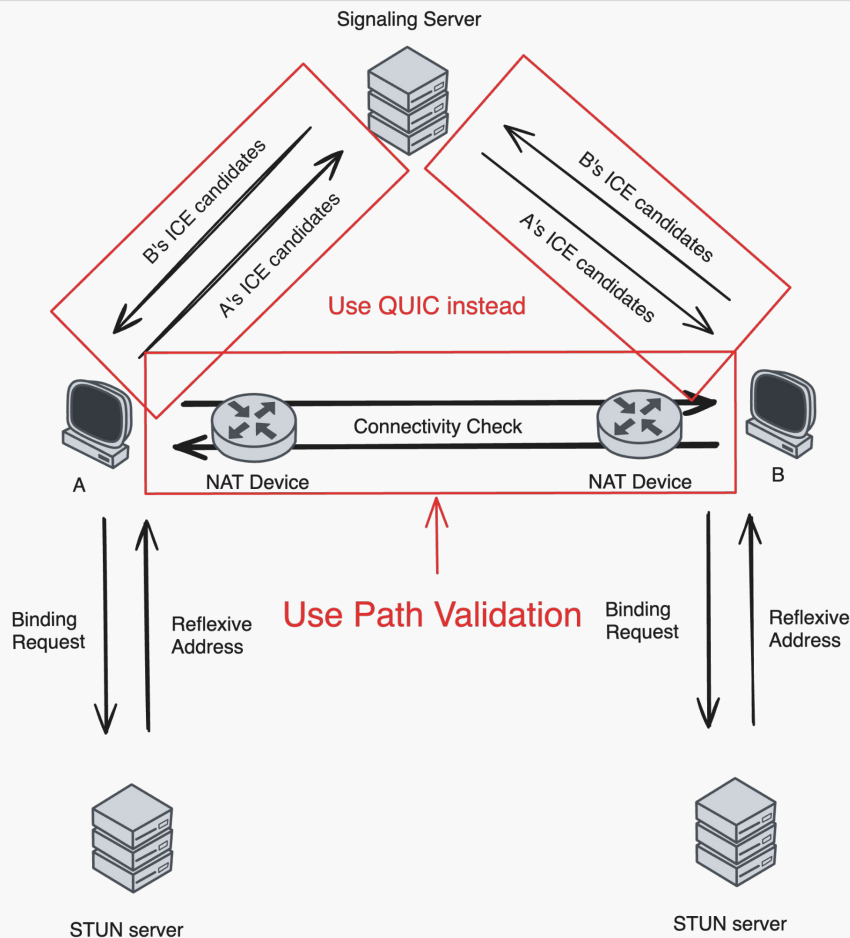 Signaling Server
B's ICE candidates
A's ICE candidates
B's ICE candidates
A's ICE candidates
Use QUIC instead
Connectivity Check
NAT Device
NAT Device
A
B
Use Path Validation
Binding
Request
Reflexive
Address
Binding
Request
Reflexive
Address
STUN server
STUN server